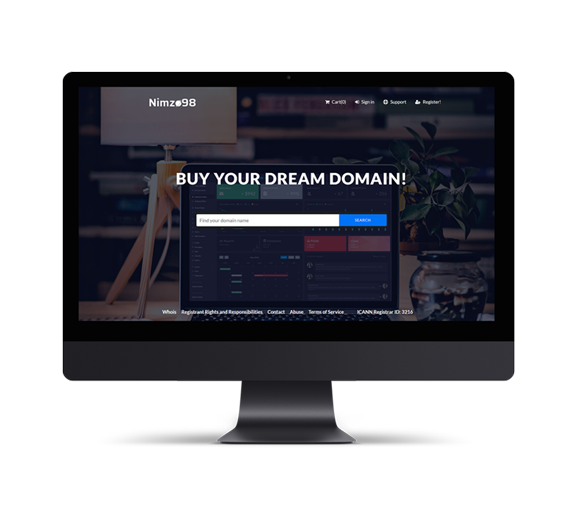 Nimzo98
Cart(0) Sign in Support Register!
BUY YOUR DREAM DOMAIN!
Find your domain name SEARCH
Whois Registrant Rights and Responsibilities Contact Abuse Terms of Service ICANN Registrar ID: 3216